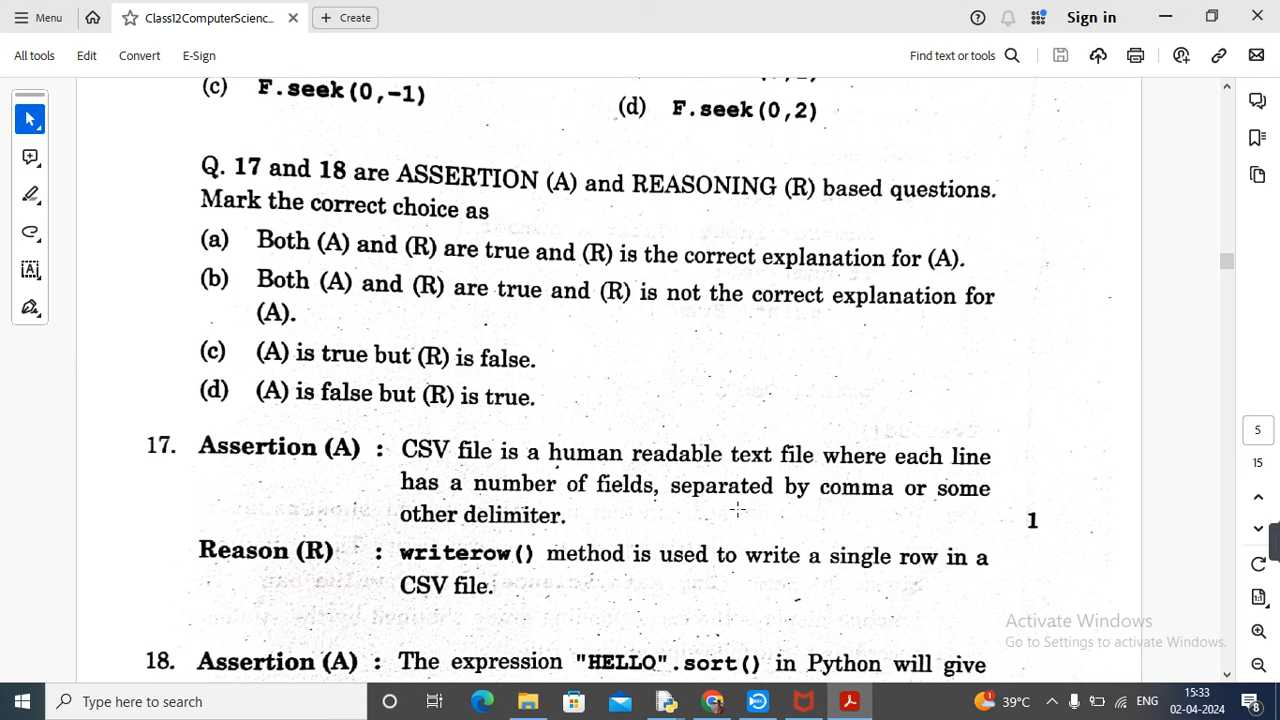 Menu
Class12ComputerScienc...
Create
Sign in
All tools
Edit
Convert
E-Sign
Find text or tools
(c) F.seek(0,-1)
(d) F.seek(0,2)
Q. 17 and 18 are ASSERTION (A) and REASONING (R) based questions.
Mark the correct choice as
(a) Both (A) and (R) are true and (R) is the correct explanation for (A).
(b) Both (A) and (R) are true and (R) is not the correct explanation for
(A).
(c) (A) is true but (R) is false.
(d) (A) is false but (R) is true.
17. Assertion (A) : CSV file is a human readable text file where each line
has a number of fields, separated by comma or some
other delimiter.
1
Reason (R) : writerow() method is used to write a single row in a
CSV file.
18. Assertion (A) : The expression "HELLO".sort() in Python will give
5
15
Activate Windows
Go to Settings to activate Windows.
Type here to search
1
39°C
ENG
15:33
02-04-2024
8